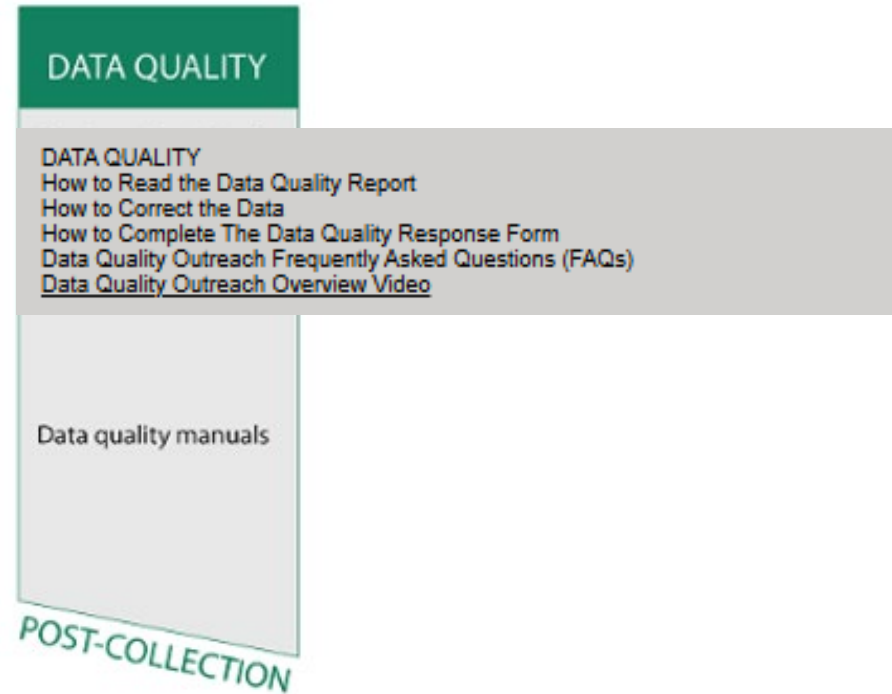 DATA QUALITY
DATA QUALITY
How to Read the Data Quality Report
How to Correct the Data
How to Complete The Data Quality Response Form
Data Quality Outreach Frequently Asked Questions (FAQs)
Data Quality Outreach Overview Video
Data quality manuals
POST-COLLECTION